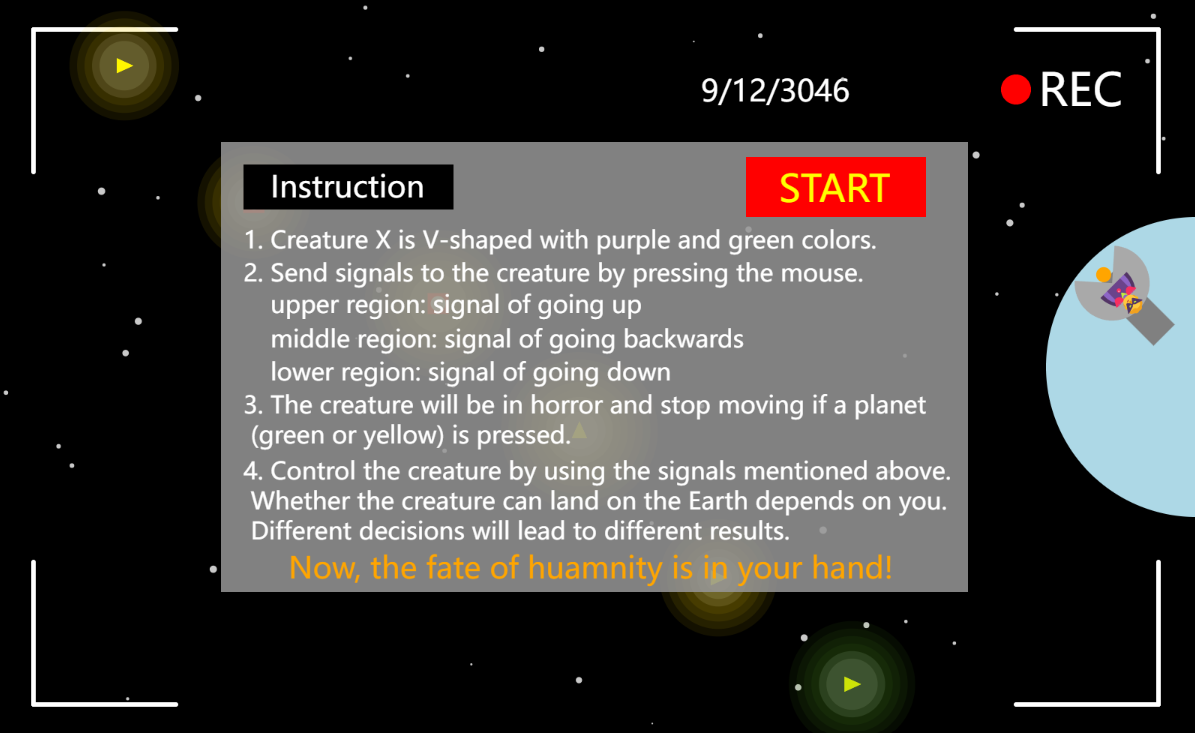 9/12/3046
REC
Instruction
START
1. Creature X is V-shaped with purple and green colors.
2. Send signals to the creature by pressing the mouse.
upper region: signal of going up
middle region: signal of going backwards
lower region: signal of going down
3. The creature will be in horror and stop moving if a planet
(green or yellow) is pressed.
4. Control the creature by using the signals mentioned above.
Whether the creature can land on the Earth depends on you.
Different decisions will lead to different results.
Now, the fate of huamnity is in your hand!